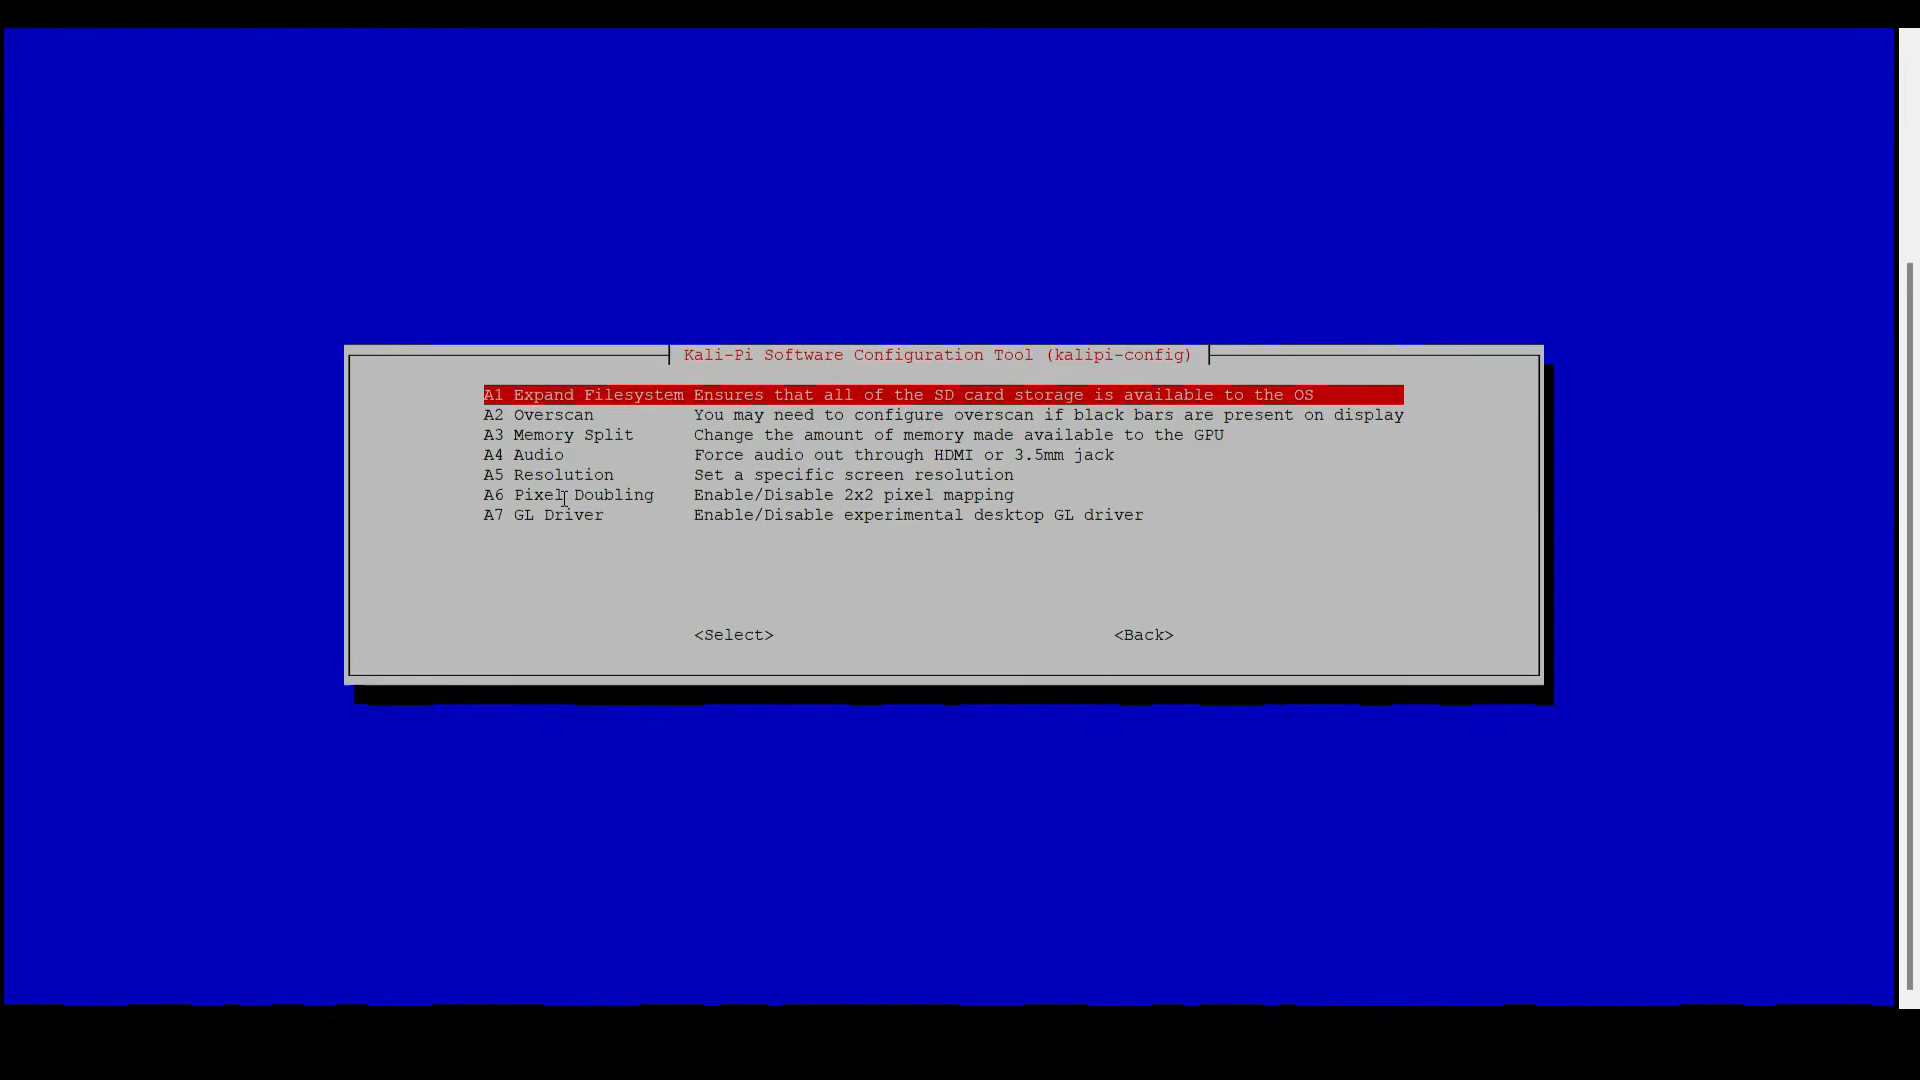 Kali-Pi Software Configuration Tool (kalipi-config)
A1 Expand Filesystem Ensures that all of the SD card storage is available to the OS
A2 Overscan You may need to configure overscan if black bars are present on display
A3 Memory Split Change the amount of memory made available to the GPU
A4 Audio Force audio out through HDMI or 3.5mm jack
A5 Resolution Set a specific screen resolution
A6 Pixel Doubling Enable/Disable 2x2 pixel mapping
A7 GL Driver Enable/Disable experimental desktop GL driver
<Select> <Back>